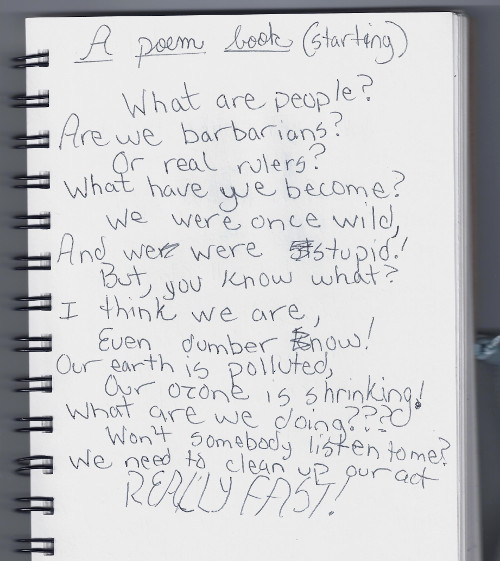 A poem book (starting)
What are people?
Are we barbarians?
Or real rulers?
What have we become?
We were once wild,
And we were stupid!
But, you know what?
I think we are,
Even dumber now!
Our earth is polluted,
Our ozone is shrinking!
What are we doing????
Won't somebody listen to me?
We need to clean up our act
REALLY FAST!